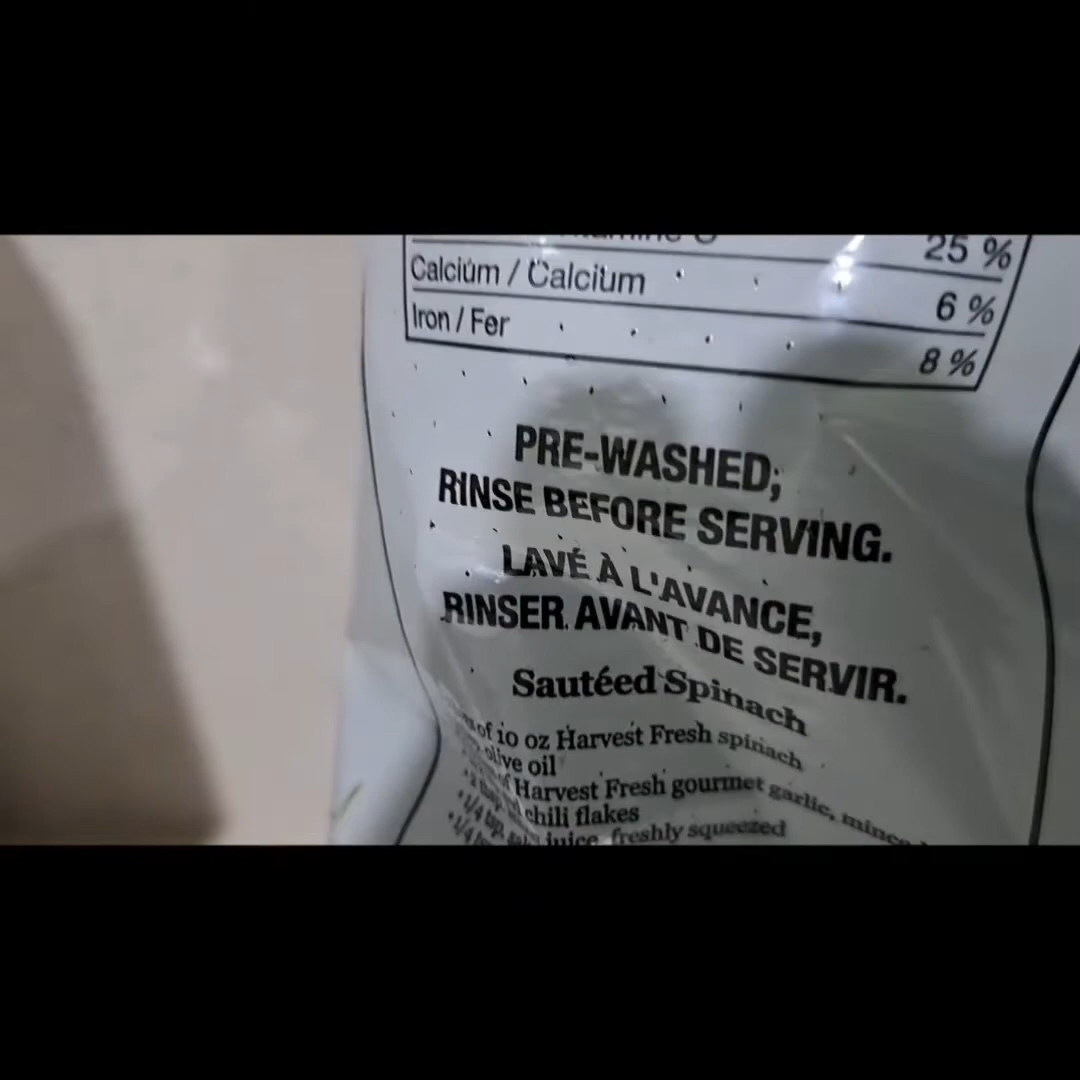 25 %
Calcium / Calcium 6 %
Iron / Fer 8 %
PRE-WASHED;
RINSE BEFORE SERVING.
LAVÉ À L'AVANCE,
RINSER AVANT DE SERVIR.
Sautéed Spinach
of 10 oz Harvest Fresh spinach
olive oil
of Harvest Fresh gourmet garlic,
chili flakes
juice, freshly squeezed